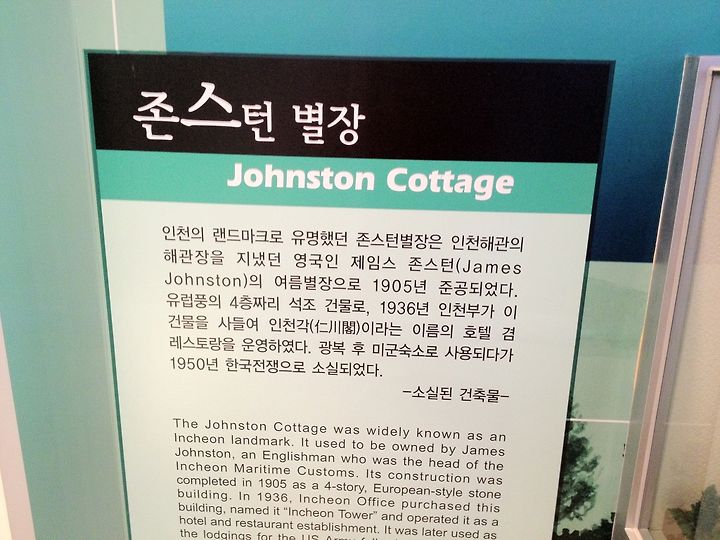 존스턴 별장
Johnston Cottage
인천의 랜드마크로 유명했던 존스턴별장은 인천해관의
해관장을 지냈던 영국인 제임스 존스턴(James
Johnston)의 여름별장으로 1905년 준공되었다.
유럽풍의 4층짜리 석조 건물로, 1936년 인천부가 이
건물을 사들여 인천각(仁川閣)이라는 이름의 호텔 겸
레스토랑을 운영하였다. 광복 후 미군숙소로 사용되다가
1950년 한국전쟁으로 소실되었다.
-소실된 건축물-
The Johnston Cottage was widely known as an
Incheon landmark. It used to be owned by James
Johnston, an Englishman who was the head of the
Incheon Maritime Customs. Its construction was
completed in 1905 as a 4-story, European-style stone
building. In 1936, Incheon Office purchased this
building, named it “Incheon Tower” and operated it as a
hotel and restaurant establishment. It was later used as
the lodgings for the US Army